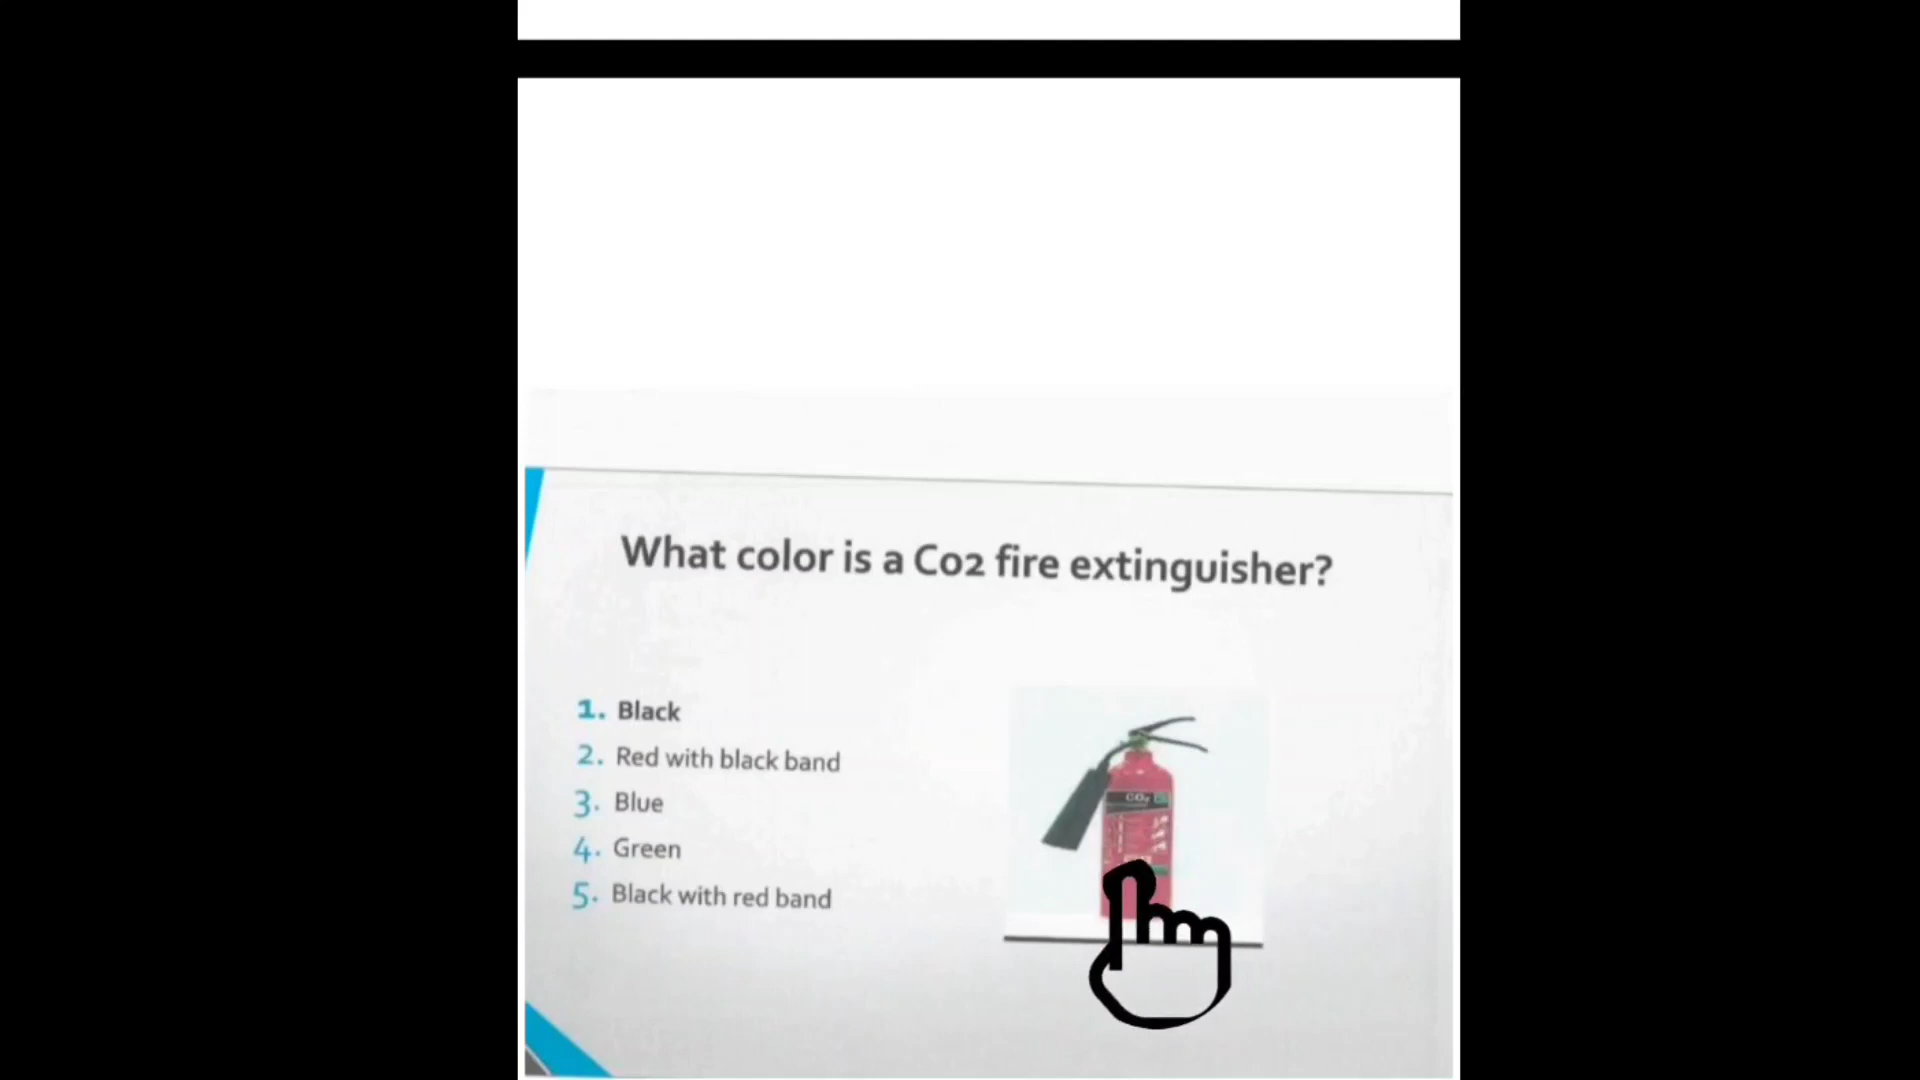 What color is a Co2 fire extinguisher?
1. Black
2. Red with black band
3. Blue
4. Green
5. Black with red band
CO2